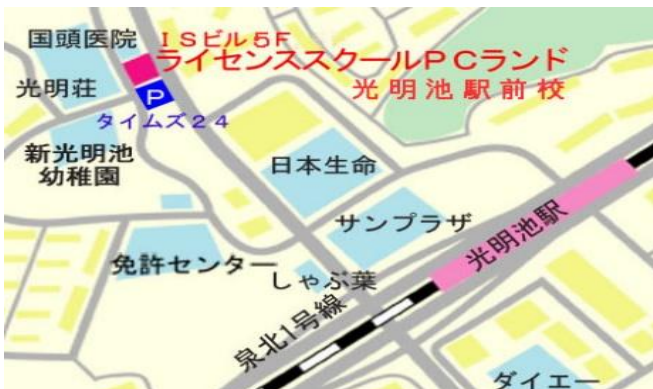 国頭医院
ISビル5F
ライセンススクールPCランド
光明池駅前校
光明荘
P
タイムズ24
新光明池
幼稚園
日本生命
サンプラザ
光明池駅
免許センター
しゃぶ葉
泉北1号線
ダイエー